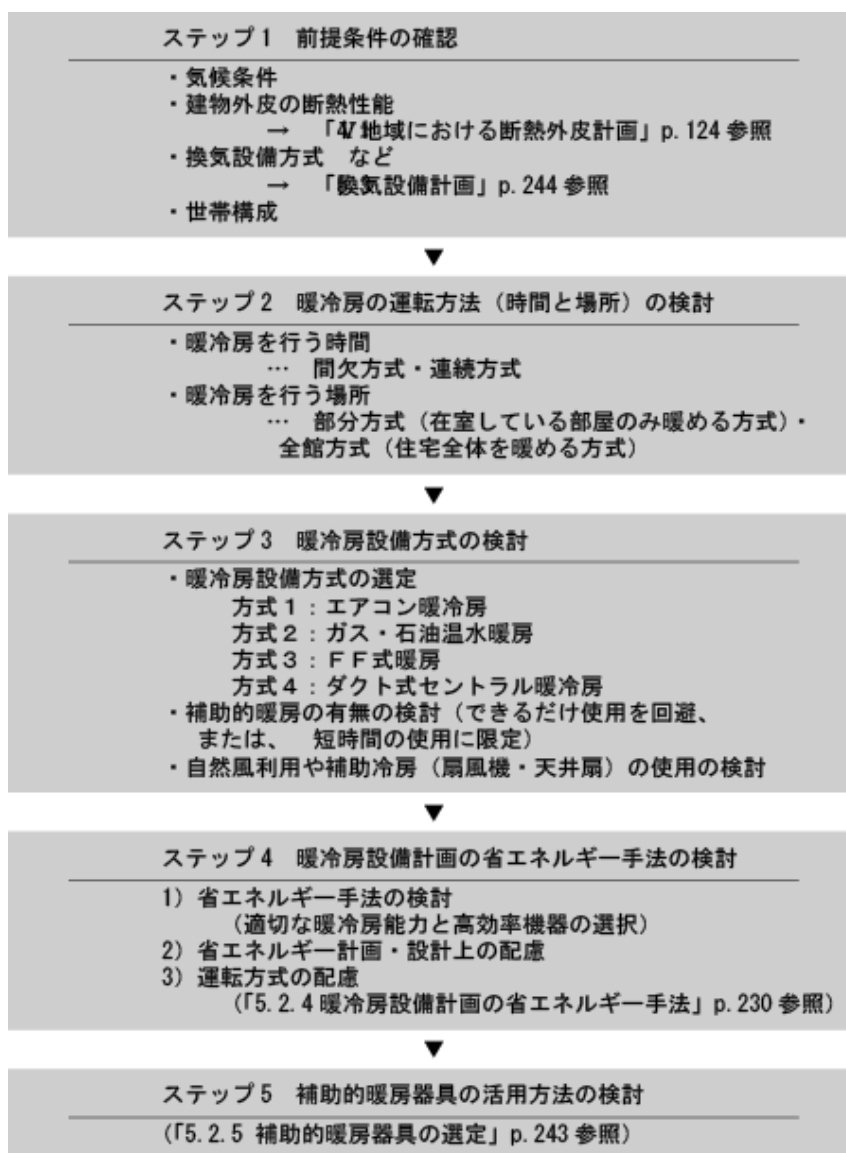 ステップ1 前提条件の確認
・気候条件
・建物外皮の断熱性能
→ 「地域における断熱外皮計画」p.124 参照
・換気設備方式 など
→ 「換気設備計画」p.244 参照
・世帯構成
▼
ステップ2 暖冷房の運転方法（時間と場所）の検討
・暖冷房を行う時間
… 間欠方式・連続方式
・暖冷房を行う場所
… 部分方式（在室している部屋のみ暖める方式）・
全館方式（住宅全体を暖める方式）
▼
ステップ3 暖冷房設備方式の検討
・暖冷房設備方式の選定
方式1：エアコン暖冷房
方式2：ガス・石油温水暖房
方式3：ＦＦ式暖房
方式4：ダクト式セントラル暖冷房
・補助的暖房の有無の検討（できるだけ使用を回避、
または、 短時間の使用に限定）
・自然風利用や補助冷房（扇風機・天井扇）の使用の検討
▼
ステップ4 暖冷房設備計画の省エネルギー手法の検討
1) 省エネルギー手法の検討
（適切な暖冷房能力と高効率機器の選択）
2) 省エネルギー計画・設計上の配慮
3) 運転方式の配慮
（「5.2.4 暖冷房設備計画の省エネルギー手法」p.230 参照）
▼
ステップ5 補助的暖房器具の活用方法の検討
（「5.2.5 補助的暖房器具の選定」p.243 参照）